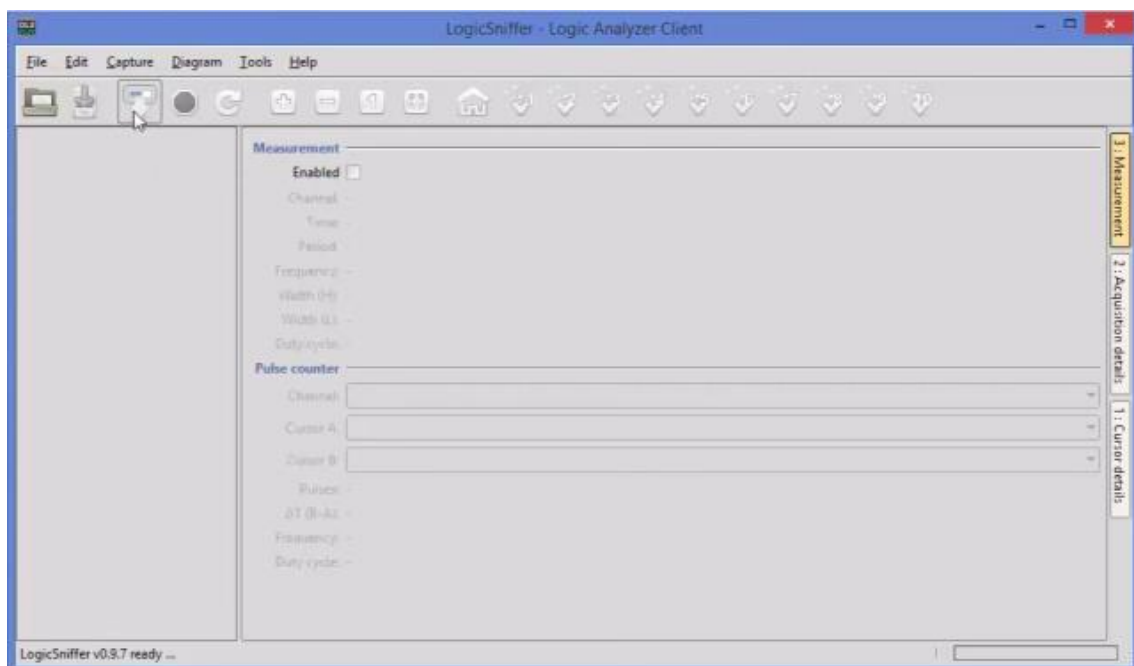 LogicSniffer - Logic Analyzer Client
File Edit Capture Diagram Tools Help
Measurement
Enabled
Channel: -
Time: -
Period: -
Frequency: -
Width (H): -
Width (L): -
Duty cycle: -
Pulse counter
Channel:
Cursor A:
Cursor B:
Pulses: -
ΔT (B-A): -
Frequency: -
Duty cycle: -
3 : Measurement
2 : Acquisition details
1 : Cursor details
LogicSniffer v0.9.7 ready ...